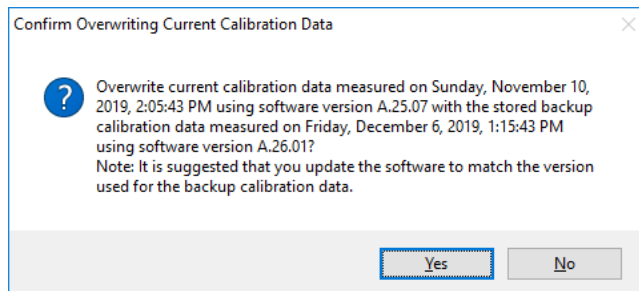 Confirm Overwriting Current Calibration Data
Overwrite current calibration data measured on Sunday, November 10,
2019, 2:05:43 PM using software version A.25.07 with the stored backup
calibration data measured on Friday, December 6, 2019, 1:15:43 PM
using software version A.26.01?
Note: It is suggested that you update the software to match the version
used for the backup calibration data.
Yes
No